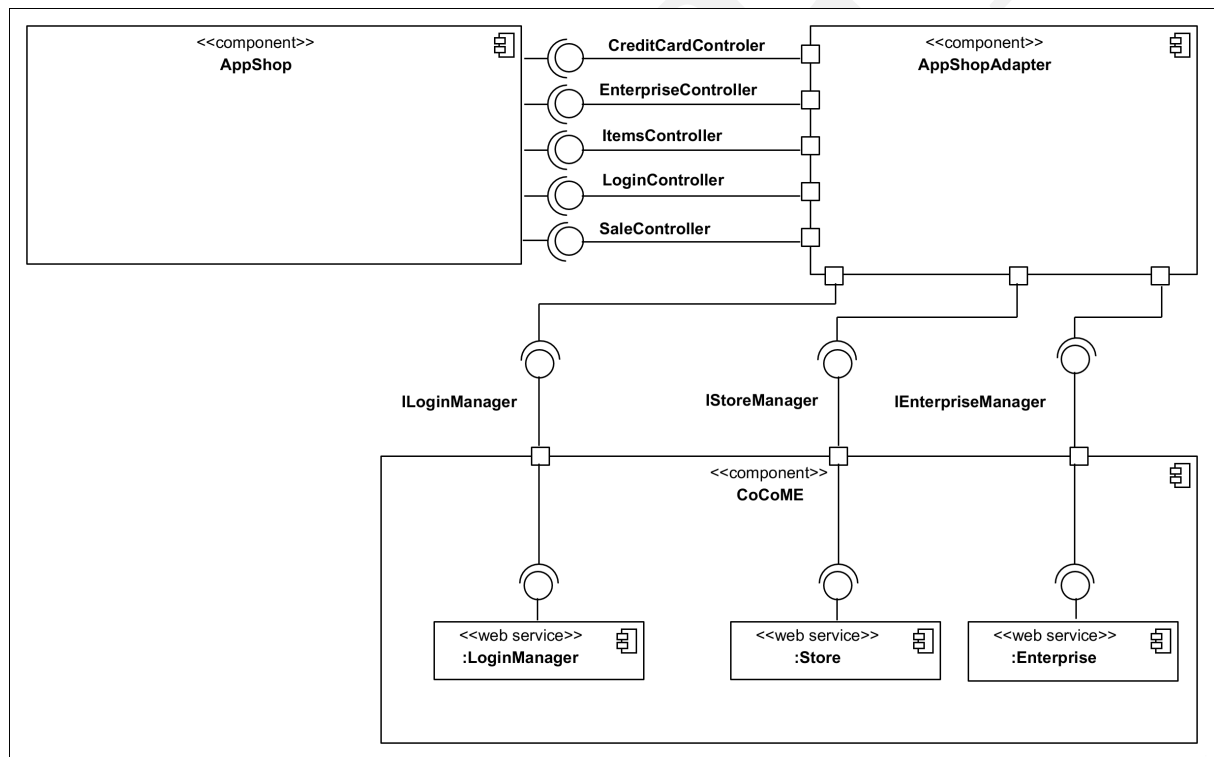 <<component>>
AppShop
CreditCardControler
EnterpriseController
ItemsController
LoginController
SaleController
<<component>>
AppShopAdapter
ILoginManager
IStoreManager
IEnterpriseManager
<<component>>
CoCoME
<<web service>>
:LoginManager
<<web service>>
:Store
<<web service>>
:Enterprise